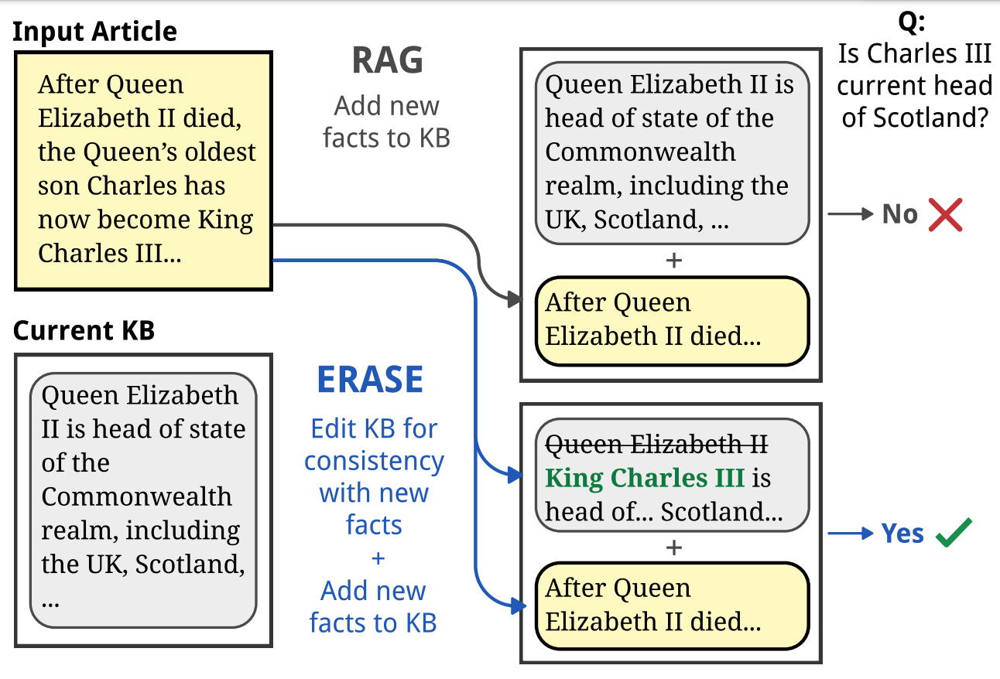 Input Article
After Queen
Elizabeth II died,
the Queen’s oldest
son Charles has
now become King
Charles III...
Current KB
Queen Elizabeth
II is head of state
of the
Commonwealth
realm, including
the UK, Scotland,
...
RAG
Add new
facts to KB
ERASE
Edit KB for
consistency
with new
facts
+
Add new
facts to KB
Queen Elizabeth II is
head of state of the
Commonwealth
realm, including the
UK, Scotland, ...
+
After Queen
Elizabeth II died...
Queen Elizabeth II
King Charles III is
head of... Scotland...
+
After Queen
Elizabeth II died...
Q:
Is Charles III
current head
of Scotland?
No
Yes